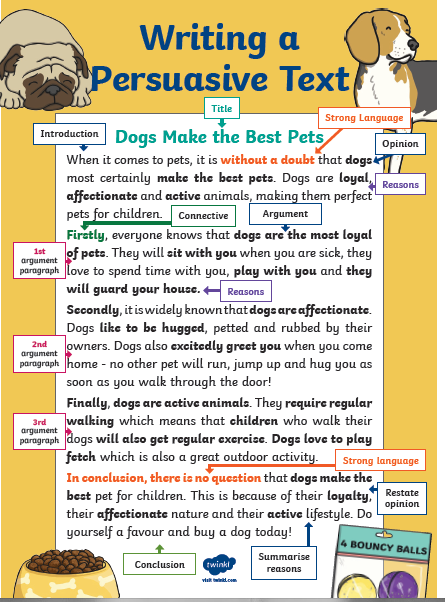 Writing a
Persuasive Text
Title
Strong Language
Introduction
Dogs Make the Best Pets
Opinion
When it comes to pets, it is without a doubt that dogs
most certainly make the best pets. Dogs are loyal,
Reasons
affectionate and active animals, making them perfect
pets for children.
Connective
Argument
Firstly, everyone knows that dogs are the most loyal
1st
argument
paragraph
of pets. They will sit with you when you are sick, they
love to spend time with you, play with you and they
will guard your house.
Reasons
Secondly, it is widely known that dogs are affectionate.
Dogs like to be hugged, petted and rubbed by their
2nd
argument
paragraph
owners. Dogs also excitedly greet you when you come
home - no other pet will run, jump up and hug you as
soon as you walk through the door!
Finally, dogs are active animals. They require regular
3rd
argument
paragraph
walking which means that children who walk their
dogs will also get regular exercise. Dogs love to play
fetch which is also a great outdoor activity.
Strong language
In conclusion, there is no question that dogs make the
best pet for children. This is because of their loyalty,
Restate
opinion
their affectionate nature and their active lifestyle. Do
yourself a favour and buy a dog today!
Conclusion
twinkl
visit twinkl.com
Summarise
reasons
4 BOUNCY BALLS